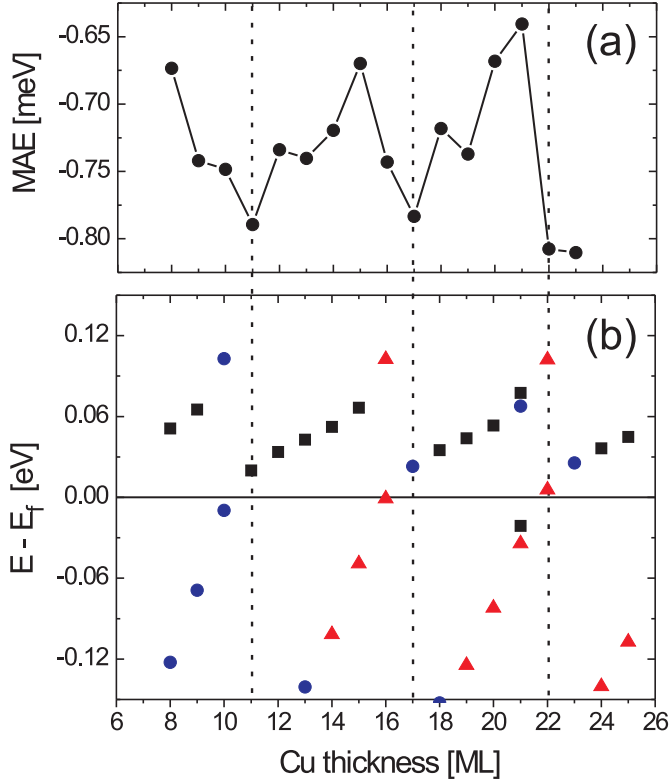 (a)
MAE [meV]
-0.65
-0.70
-0.75
-0.80
(b)
E - E_f [eV]
0.12
0.06
0.00
-0.06
-0.12
6 8 10 12 14 16 18 20 22 24 26
Cu thickness [ML]